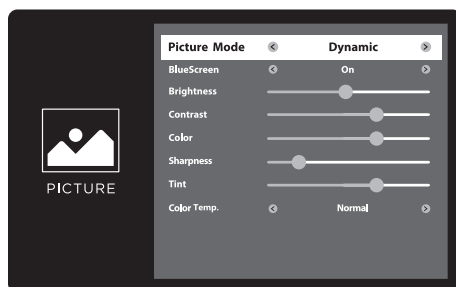 Picture Mode Dynamic
BlueScreen On
Brightness
Contrast
Color
Sharpness
Tint
Color Temp. Normal
PICTURE